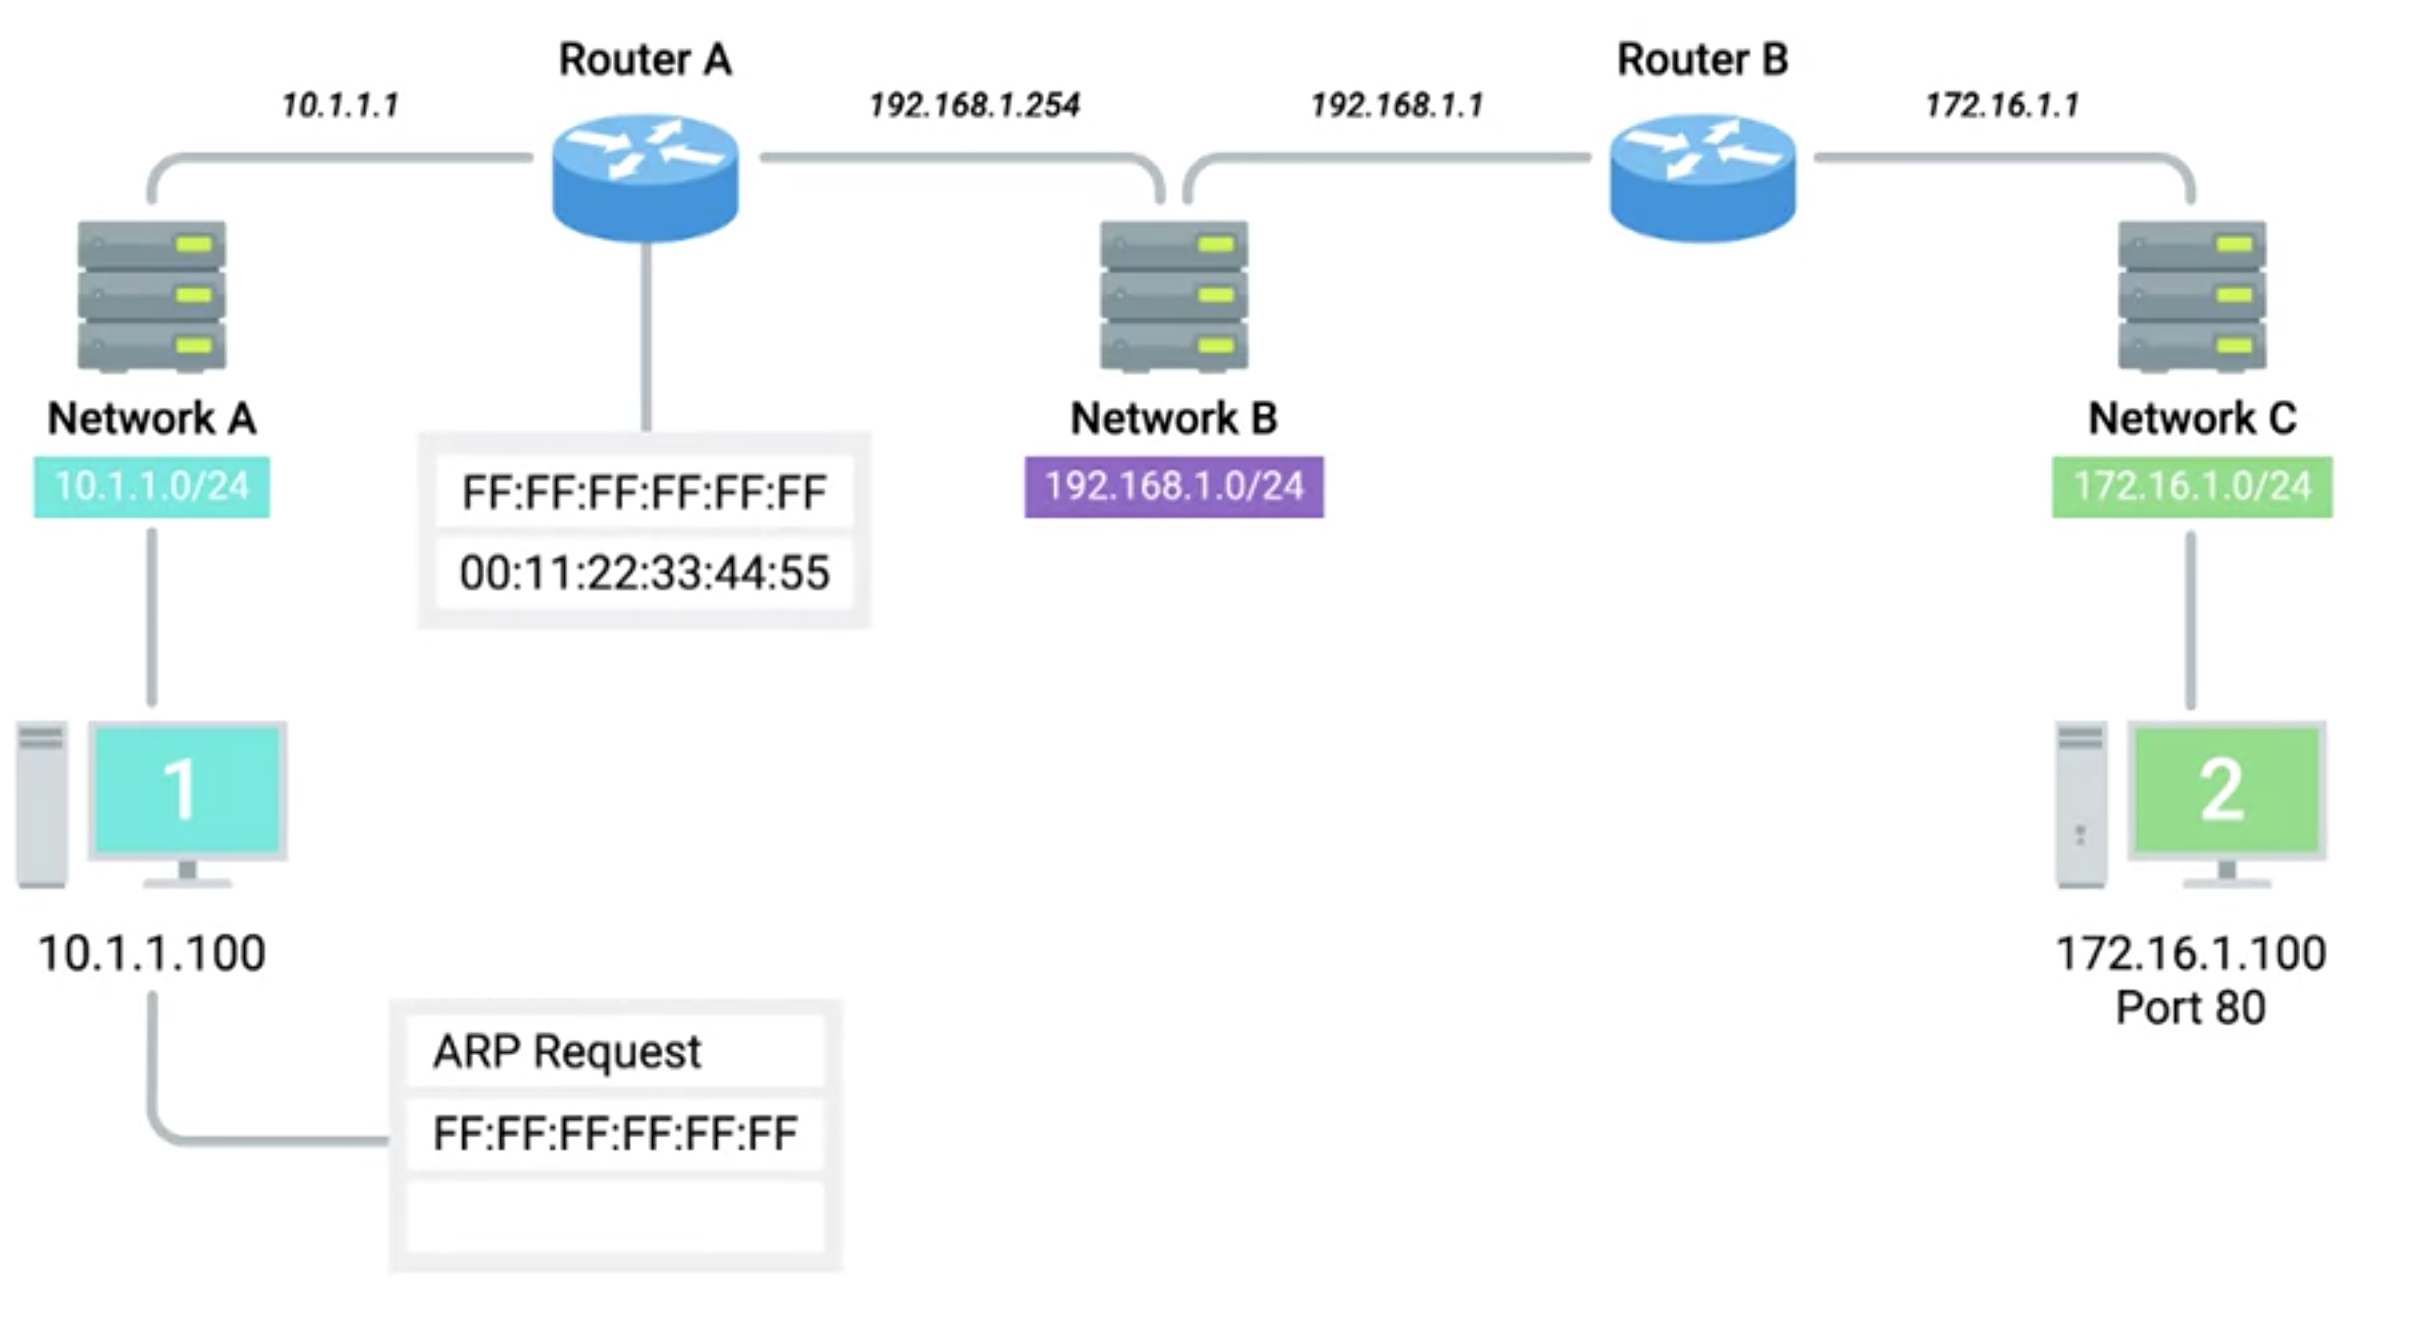 Router A
Router B
10.1.1.1
192.168.1.254
192.168.1.1
172.16.1.1
Network A
10.1.1.0/24
FF:FF:FF:FF:FF:FF
00:11:22:33:44:55
Network B
192.168.1.0/24
Network C
172.16.1.0/24
1
2
10.1.1.100
172.16.1.100
Port 80
ARP Request
FF:FF:FF:FF:FF:FF